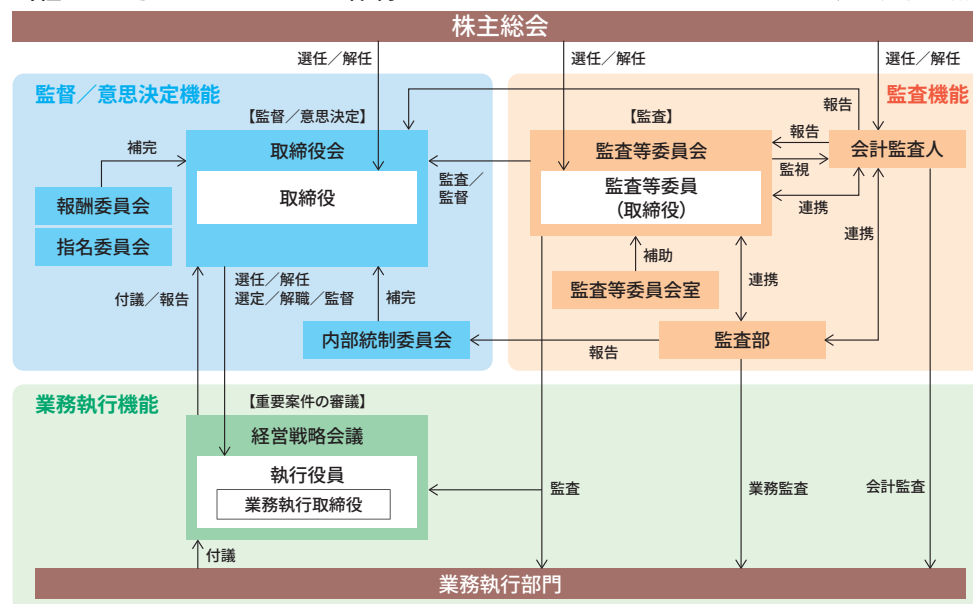 株主総会
選任／解任
選任／解任
選任／解任
監督／意思決定機能
監査機能
【監督／意思決定】
【監査】
報告
取締役会
監査等委員会
報告
会計監査人
補完
監視
監査／
監督
取締役
監査等委員
（取締役）
報酬委員会
連携
指名委員会
連携
補助
選任／解任
選定／解職／監督
付議／報告
補完
監査等委員会室
連携
内部統制委員会
監査部
報告
業務執行機能
【重要案件の審議】
経営戦略会議
執行役員
業務執行取締役
監査
業務監査
会計監査
付議
業務執行部門